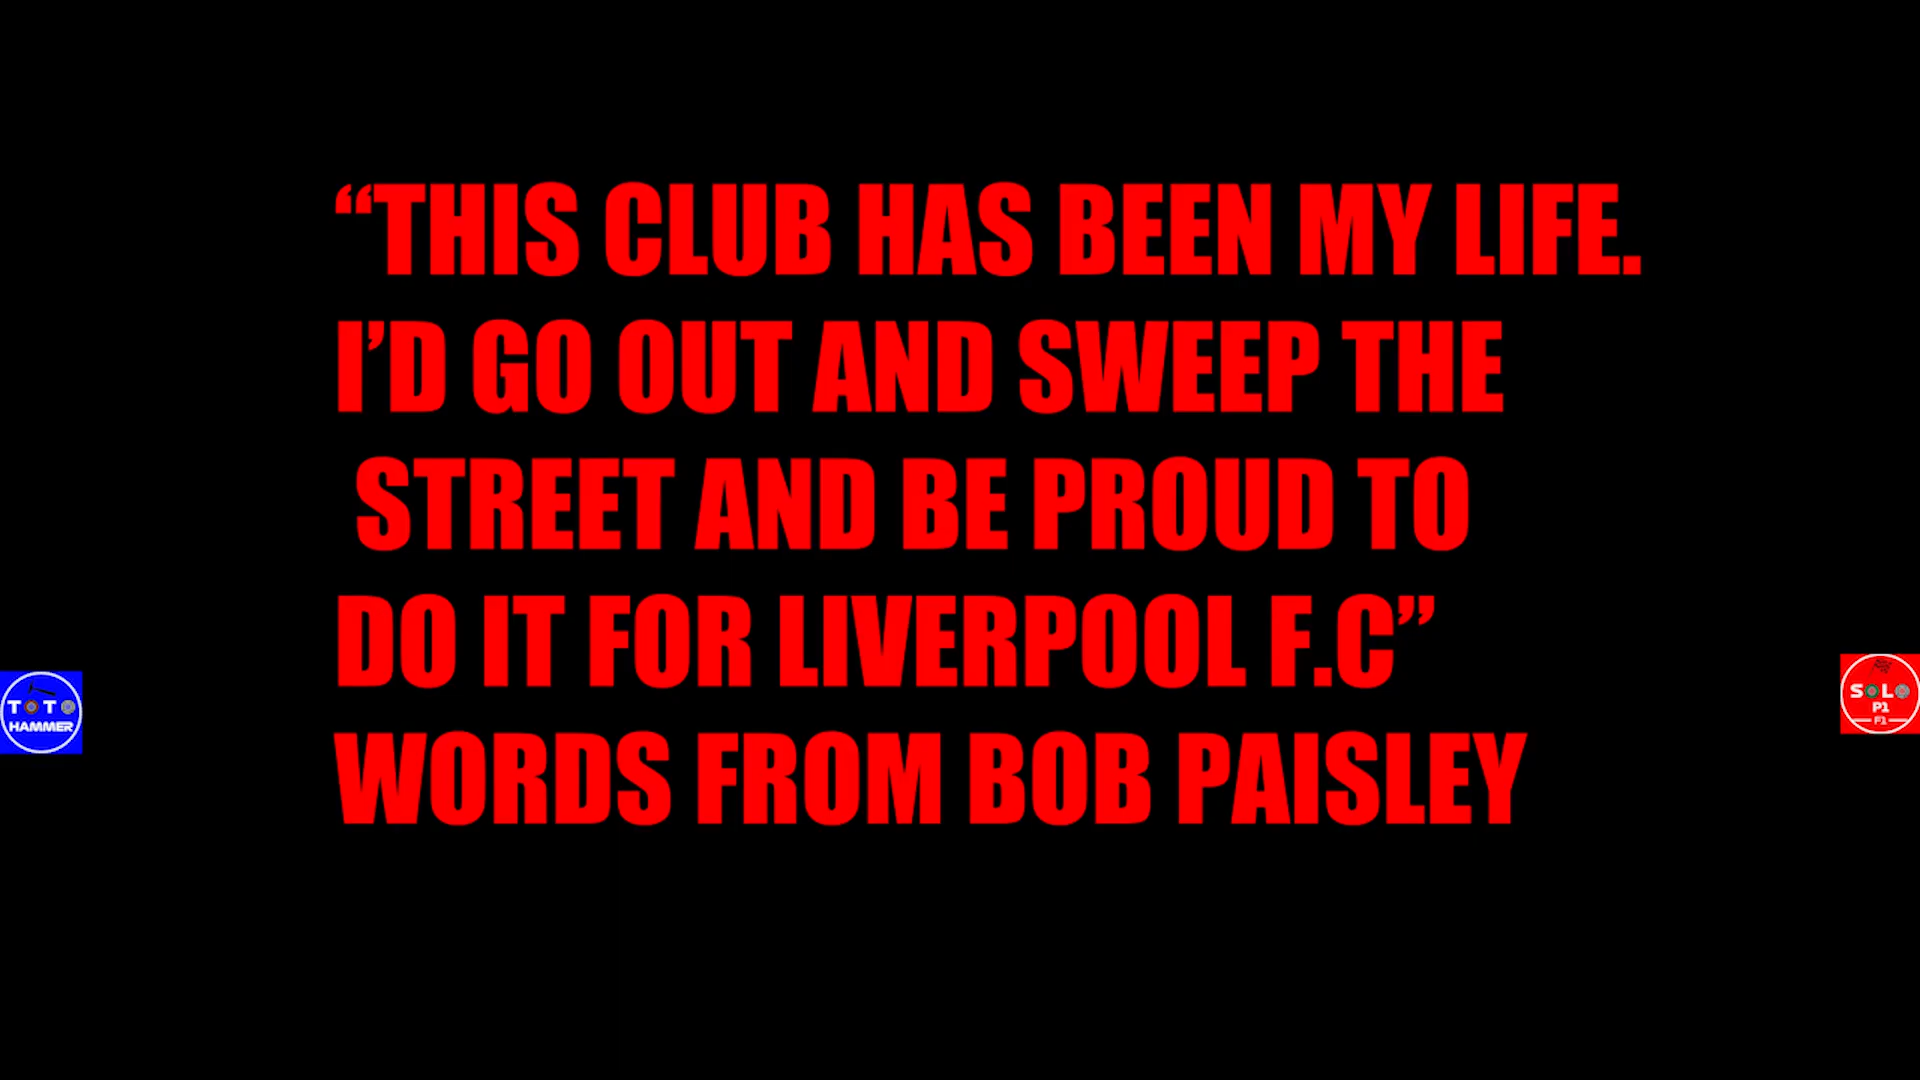 “THIS CLUB HAS BEEN MY LIFE.
I’D GO OUT AND SWEEP THE
STREET AND BE PROUD TO
DO IT FOR LIVERPOOL F.C”
WORDS FROM BOB PAISLEY
TOTO
HAMMER
SOLO
P1
F1